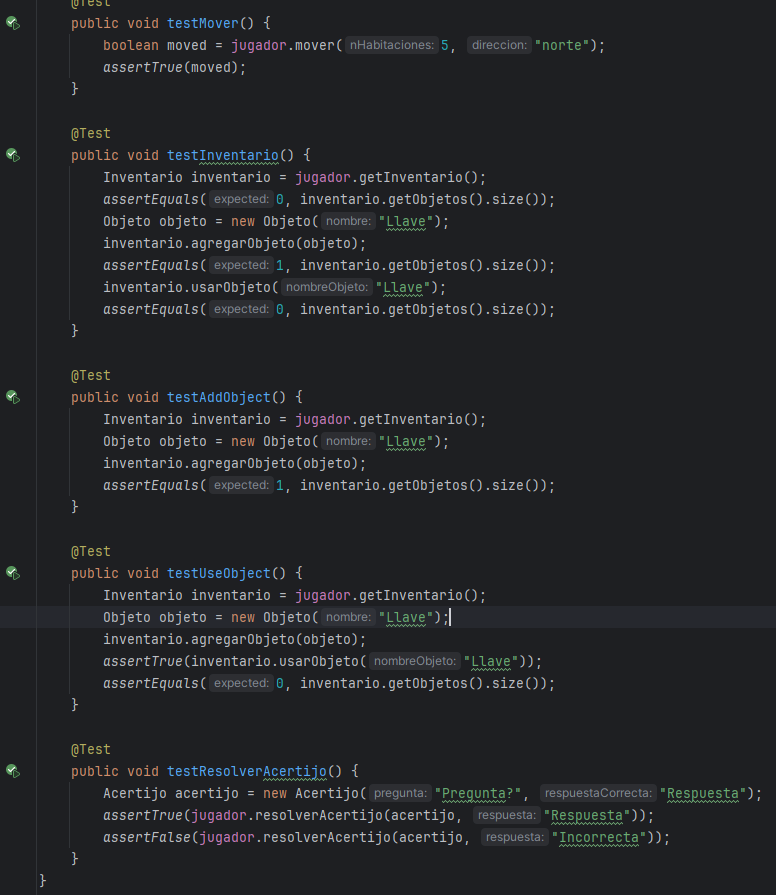 @Test
public void testMover() {
boolean moved = jugador.mover( nHabitaciones: 5, direccion: "norte");
assertTrue(moved);
}
@Test
public void testInventario() {
Inventario inventario = jugador.getInventario();
assertEquals( expected: 0, inventario.getObjetos().size());
Objeto objeto = new Objeto( nombre: "Llave");
inventario.agregarObjeto(objeto);
assertEquals( expected: 1, inventario.getObjetos().size());
inventario.usarObjeto( nombreObjeto: "Llave");
assertEquals( expected: 0, inventario.getObjetos().size());
}
@Test
public void testAddObject() {
Inventario inventario = jugador.getInventario();
Objeto objeto = new Objeto( nombre: "Llave");
inventario.agregarObjeto(objeto);
assertEquals( expected: 1, inventario.getObjetos().size());
}
@Test
public void testUseObject() {
Inventario inventario = jugador.getInventario();
Objeto objeto = new Objeto( nombre: "Llave");
inventario.agregarObjeto(objeto);
assertTrue(inventario.usarObjeto( nombreObjeto: "Llave"));
assertEquals( expected: 0, inventario.getObjetos().size());
}
@Test
public void testResolverAcertijo() {
Acertijo acertijo = new Acertijo( pregunta: "Pregunta?", respuestaCorrecta: "Respuesta");
assertTrue(jugador.resolverAcertijo(acertijo, respuesta: "Respuesta"));
assertFalse(jugador.resolverAcertijo(acertijo, respuesta: "Incorrecta"));
}
}